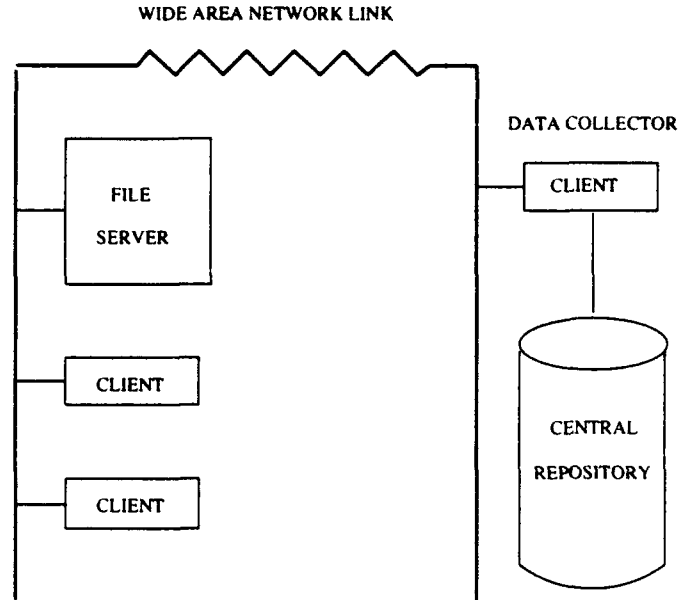 WIDE AREA NETWORK LINK
DATA COLLECTOR
CLIENT
FILE
SERVER
CLIENT
CENTRAL
REPOSITORY
CLIENT